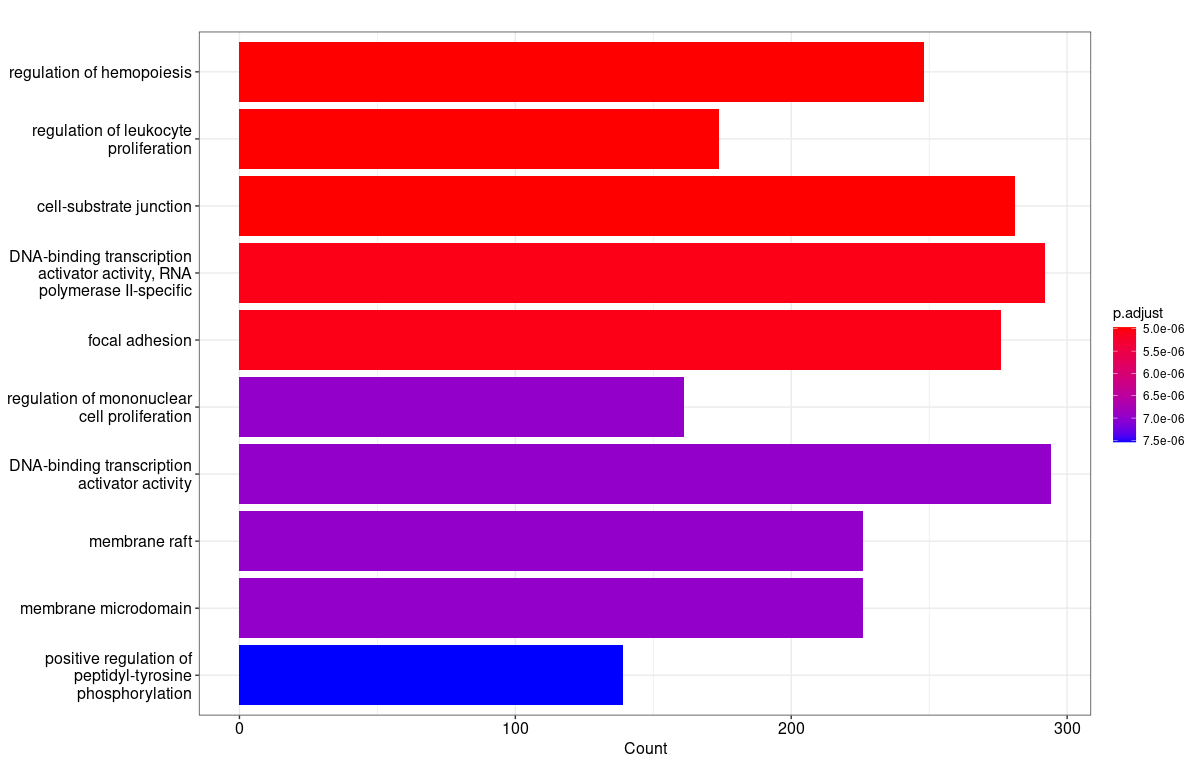 regulation of hemopoiesis
regulation of leukocyte
proliferation
cell-substrate junction
DNA-binding transcription
activator activity, RNA
polymerase II-specific
focal adhesion
regulation of mononuclear
cell proliferation
DNA-binding transcription
activator activity
membrane raft
membrane microdomain
positive regulation of
peptidyl-tyrosine
phosphorylation
0
100
200
300
Count
p.adjust
5.0e-06
5.5e-06
6.0e-06
6.5e-06
7.0e-06
7.5e-06